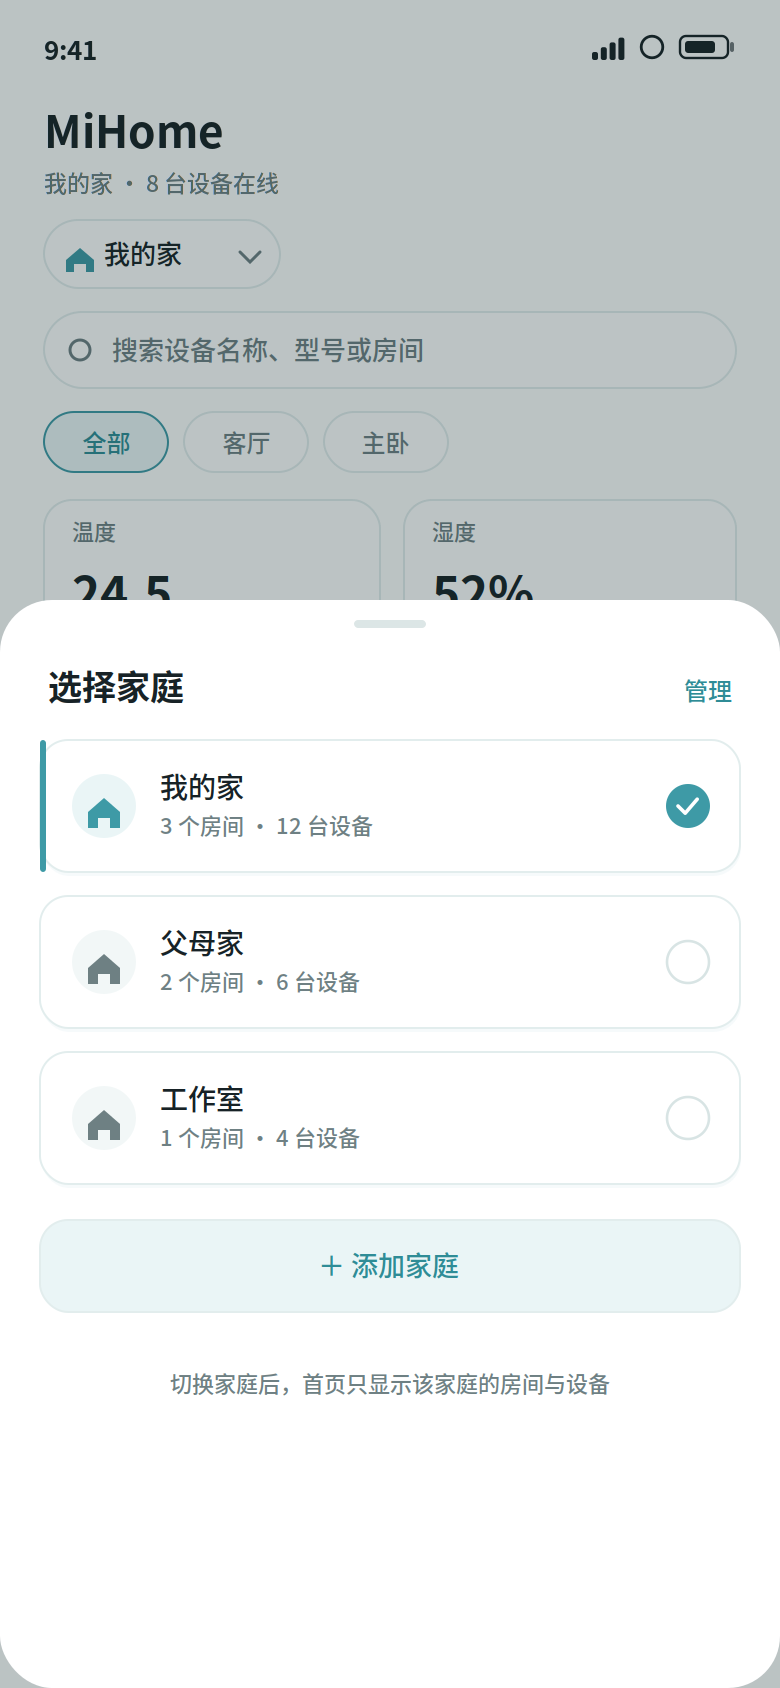 9:41
MiHome
我的家 · 8 台设备在线
我的家
搜索设备名称、型号或房间
全部 客厅 主卧
温度 湿度
24.5 52%
选择家庭 管理
我的家
3 个房间 · 12 台设备
父母家
2 个房间 · 6 台设备
工作室
1 个房间 · 4 台设备
＋ 添加家庭
切换家庭后，首页只显示该家庭的房间与设备